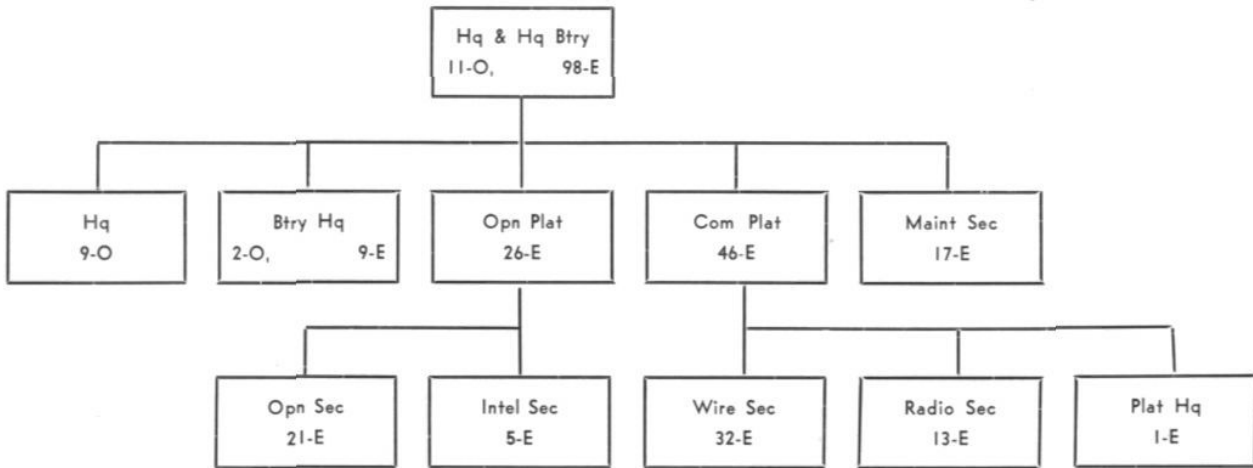 Hq & Hq Btry
11-O, 98-E
Hq
9-O
Btry Hq
2-O, 9-E
Opn Plat
26-E
Com Plat
46-E
Maint Sec
17-E
Opn Sec
21-E
Intel Sec
5-E
Wire Sec
32-E
Radio Sec
13-E
Plat Hq
1-E